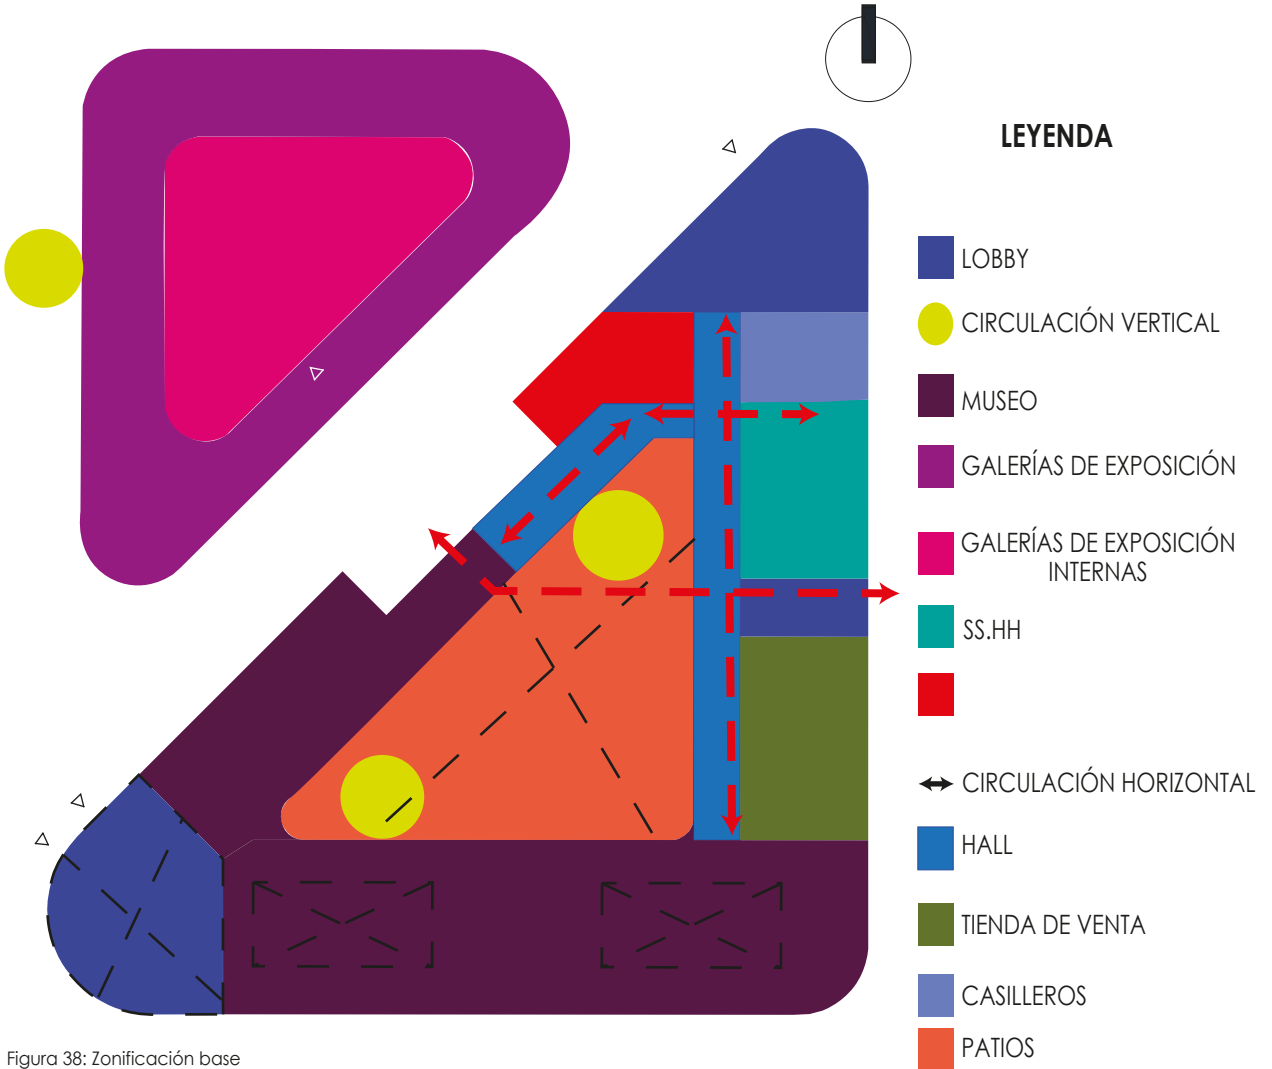 LEYENDA
LOBBY
CIRCULACIÓN VERTICAL
MUSEO
GALERÍAS DE EXPOSICIÓN
GALERÍAS DE EXPOSICIÓN
INTERNAS
SS.HH
CIRCULACIÓN HORIZONTAL
HALL
TIENDA DE VENTA
CASILLEROS
PATIOS
Figura 38: Zonificación base